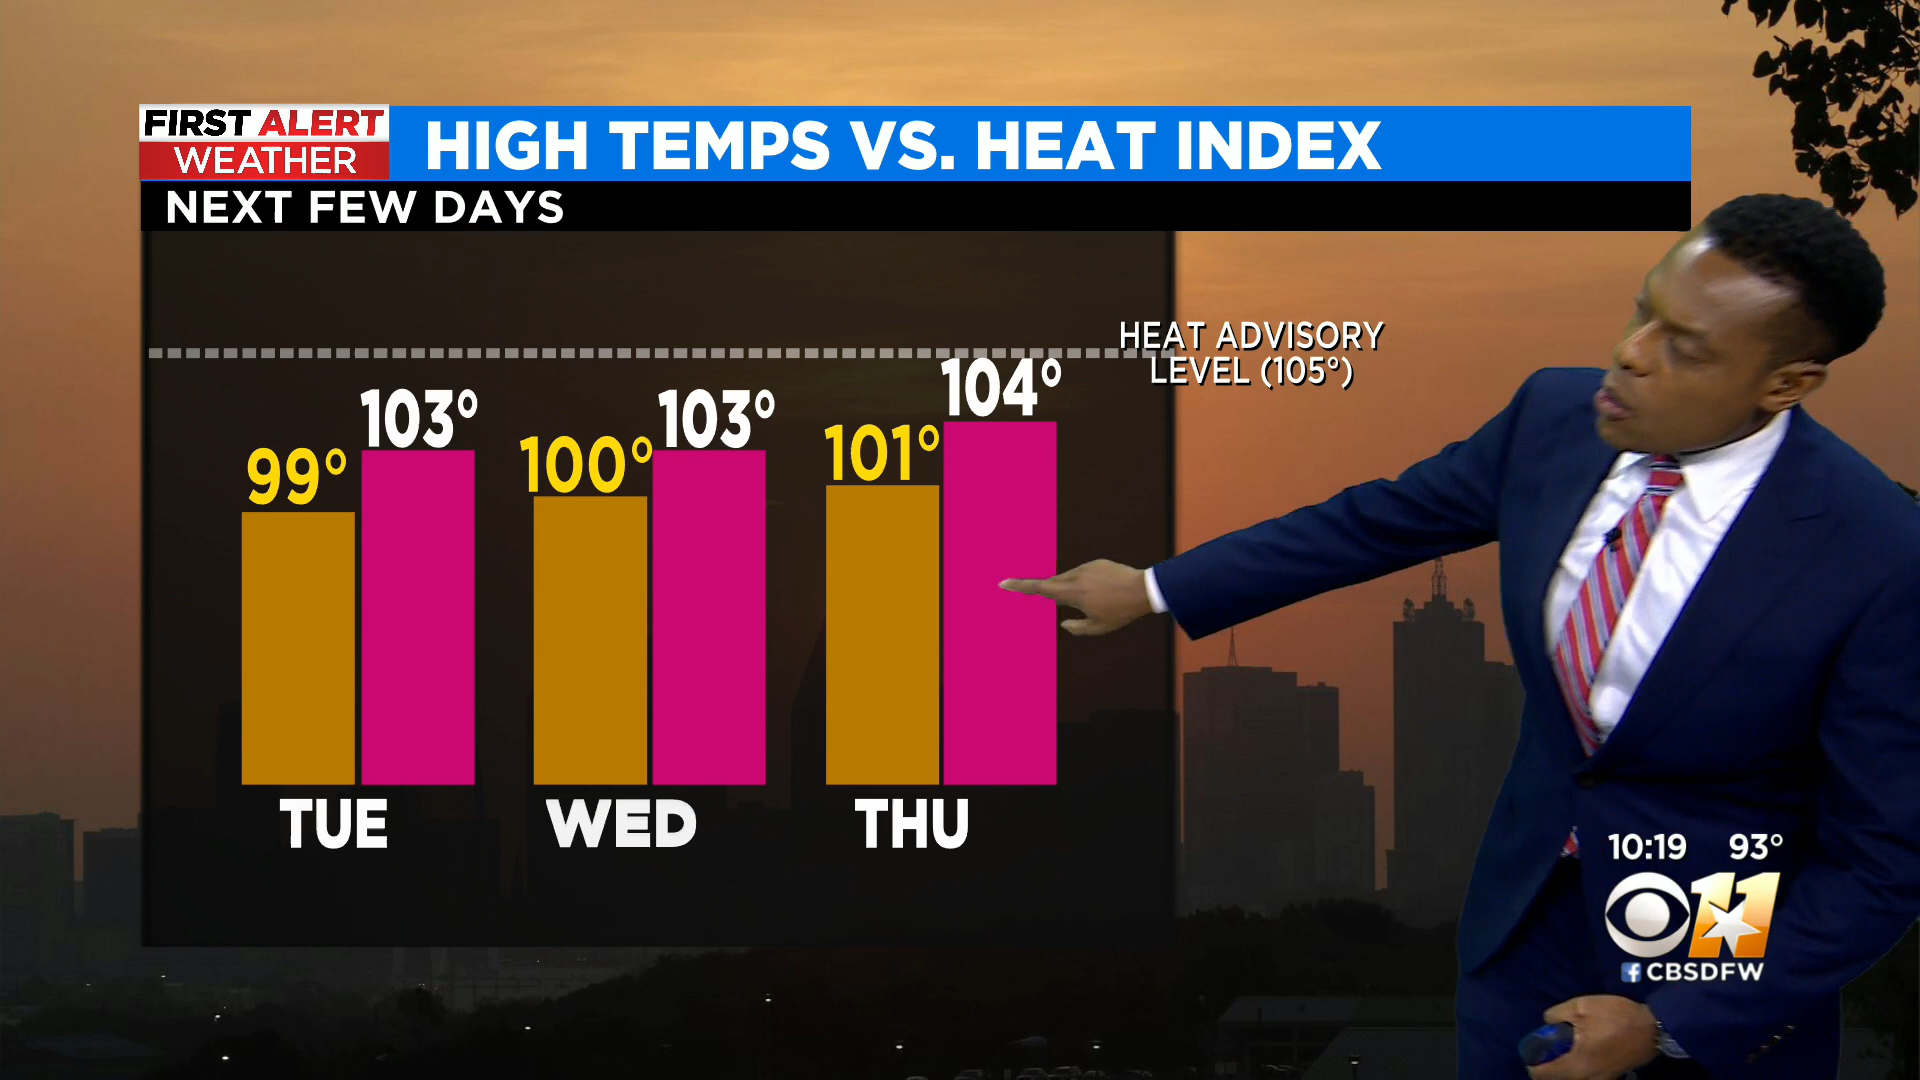 FIRST ALERT
WEATHER
HIGH TEMPS VS. HEAT INDEX
NEXT FEW DAYS
HEAT ADVISORY
LEVEL (105°)
99°
103°
100°
103°
101°
104°
TUE
WED
THU
10:19 93°
11
f CBSDFW